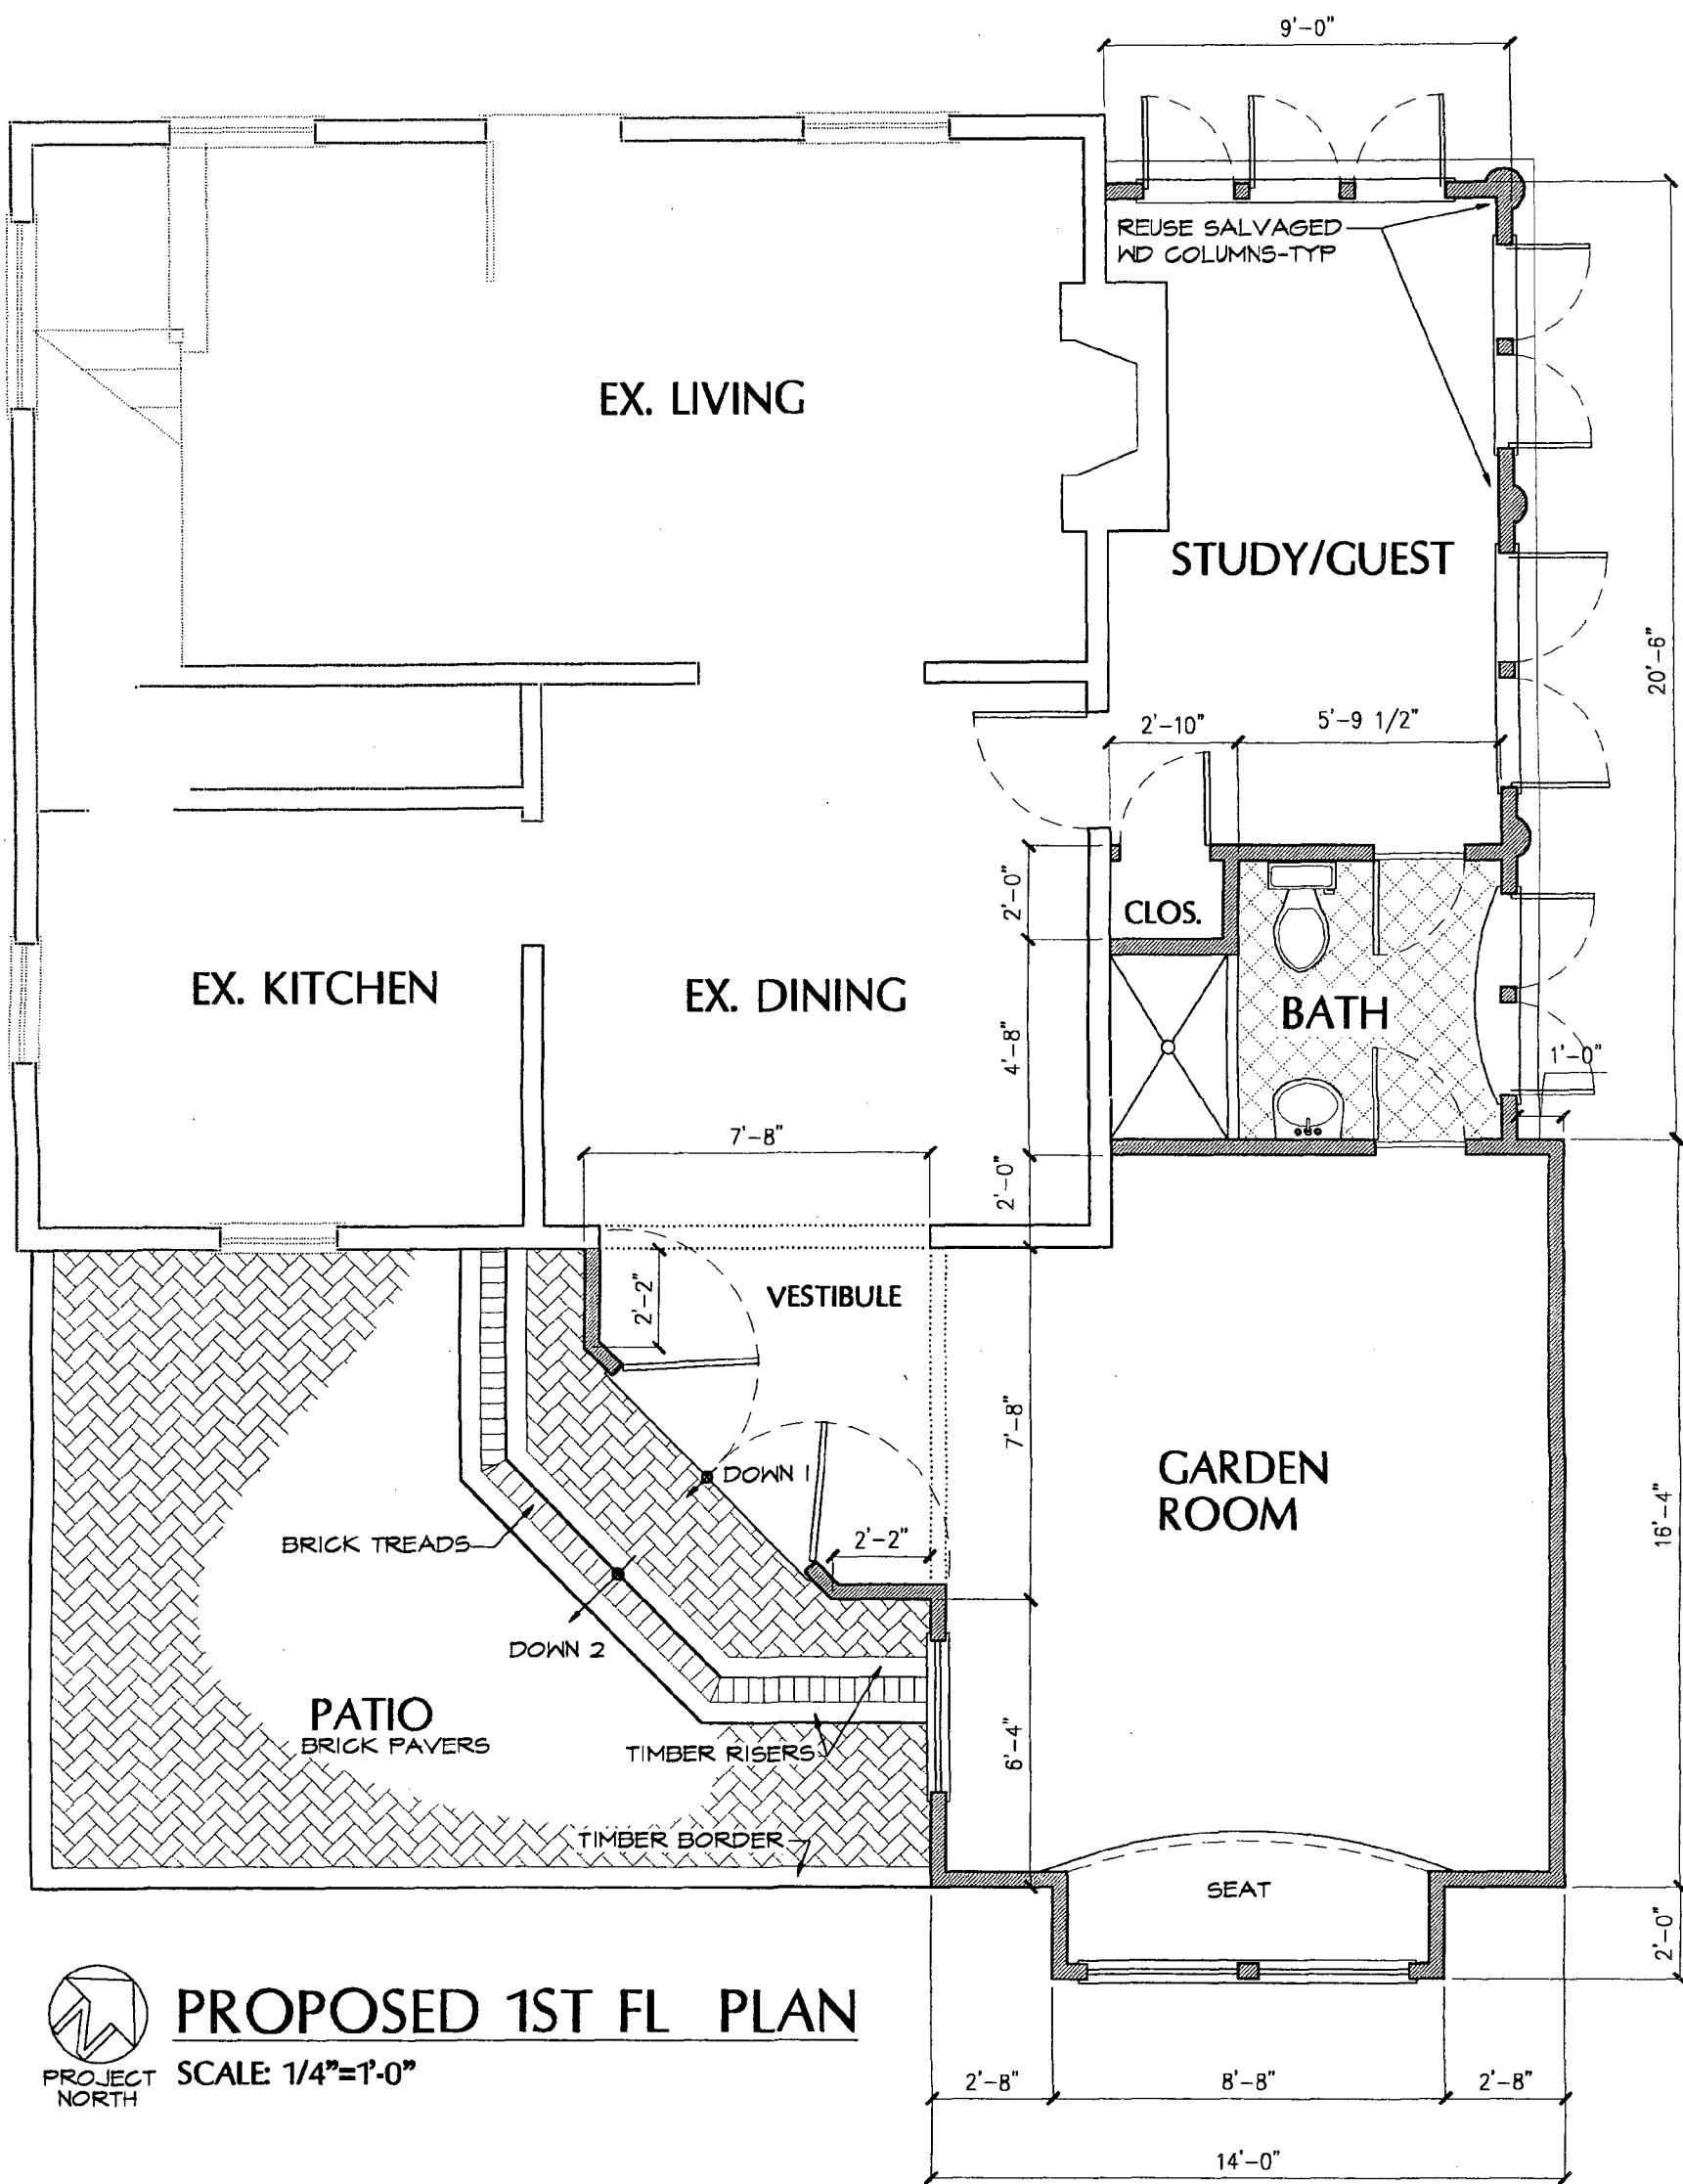 9'-0"
REUSE SALVAGED
WD COLUMNS-TYP
EX. LIVING
STUDY/GUEST
20'-6"
2'-10"
5'-9 1/2"
2'-0"
CLOS.
EX. KITCHEN
EX. DINING
BATH
4'-8"
1'-0"
7'-8"
2'-0"
2'-2"
VESTIBULE
7'-8"
GARDEN
ROOM
DOWN 1
16'-4"
BRICK TREADS
2'-2"
DOWN 2
PATIO
BRICK PAVERS
TIMBER RISERS
6'-4"
TIMBER BORDER
SEAT
2'-0"
PROPOSED 1ST FL PLAN
SCALE: 1/4"=1'-0"
PROJECT
NORTH
2'-8"
8'-8"
2'-8"
14'-0"